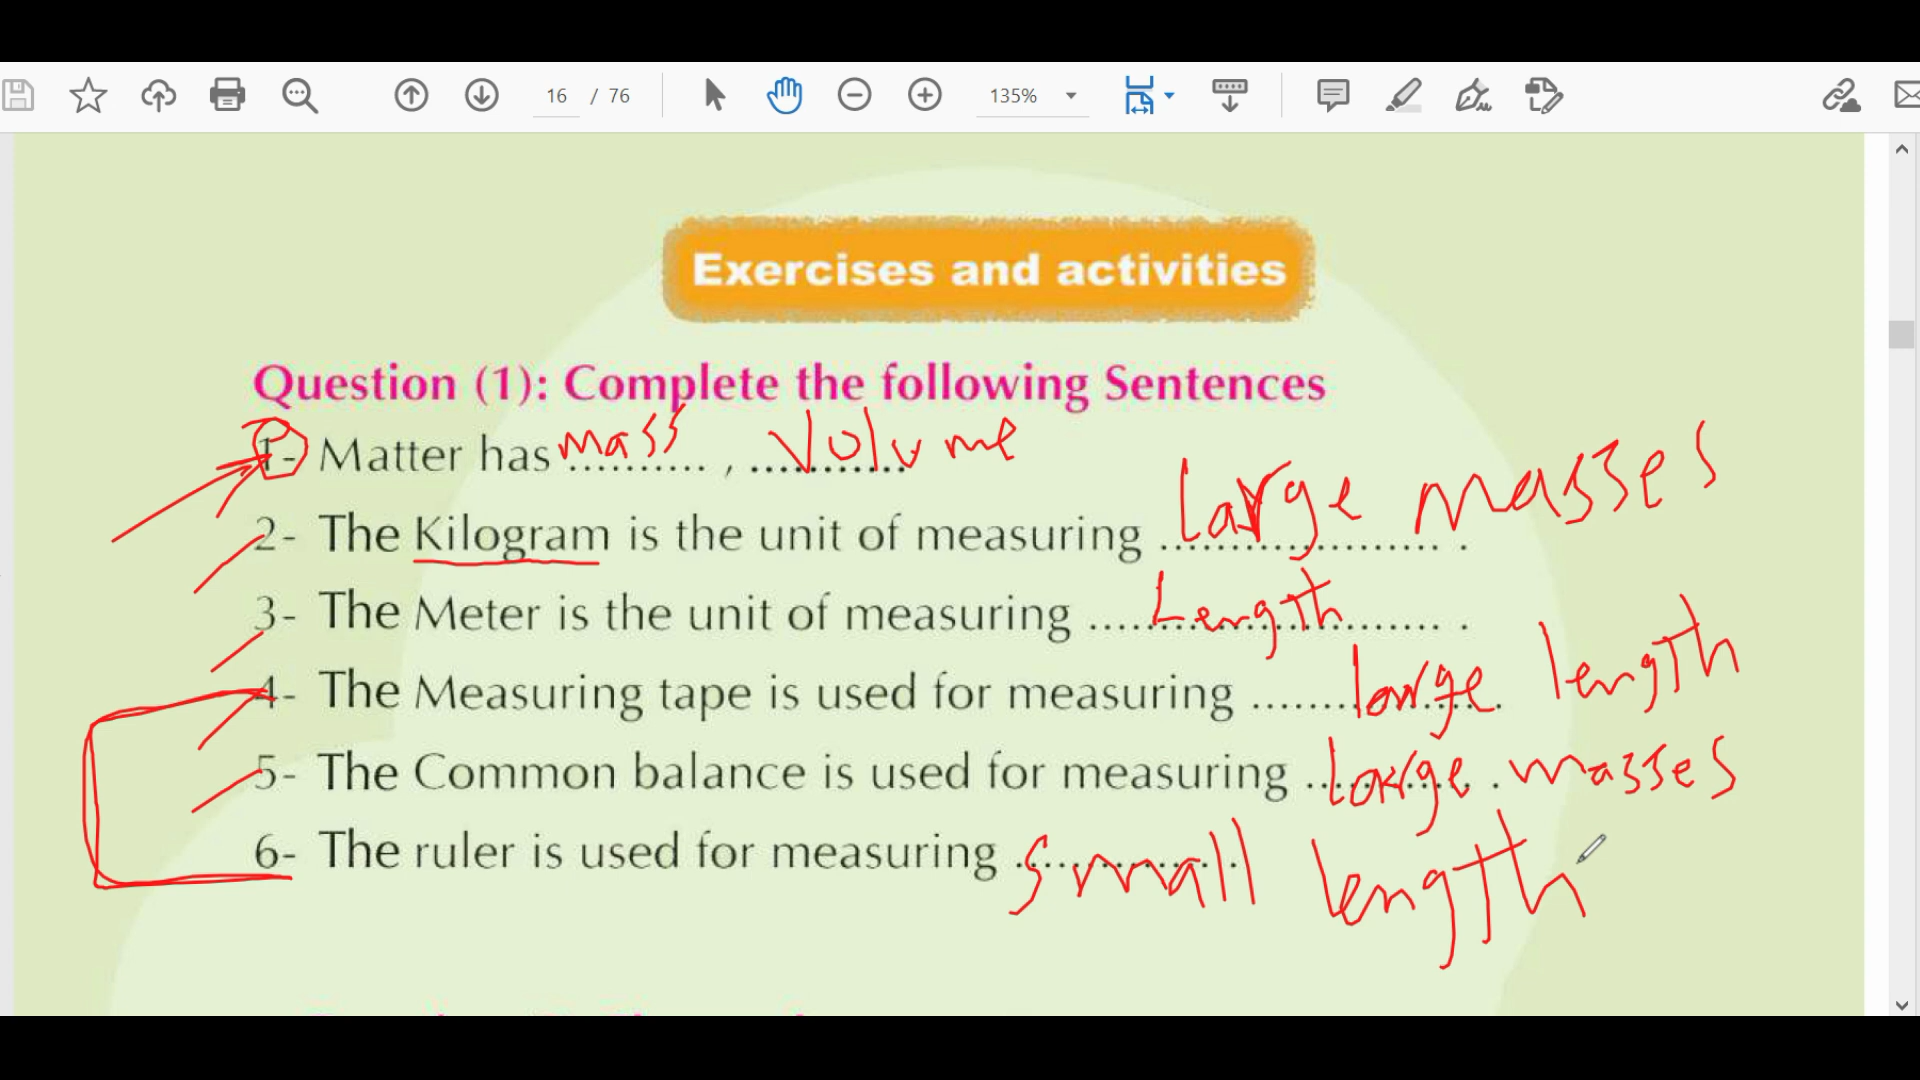 16 / 76 135%
Exercises and activities
Question (1): Complete the following Sentences
1- Matter has mass .......... , volume ...........
2- The Kilogram is the unit of measuring large masses .................... .
3- The Meter is the unit of measuring Length ......................... .
4- The Measuring tape is used for measuring large length .................
5- The Common balance is used for measuring large masses ........... .
6- The ruler is used for measuring small length ...............